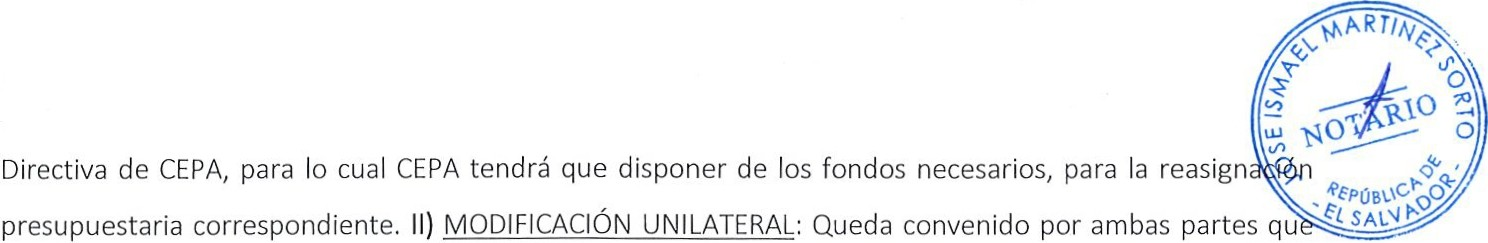 JOSE ISMAEL MARTINEZ SORTO
NOTARIO
REPÚBLICA DE
- EL SALVADOR -
Directiva de CEPA, para lo cual CEPA tendrá que disponer de los fondos necesarios, para la reasignación
presupuestaria correspondiente. II) MODIFICACIÓN UNILATERAL: Queda convenido por ambas partes que